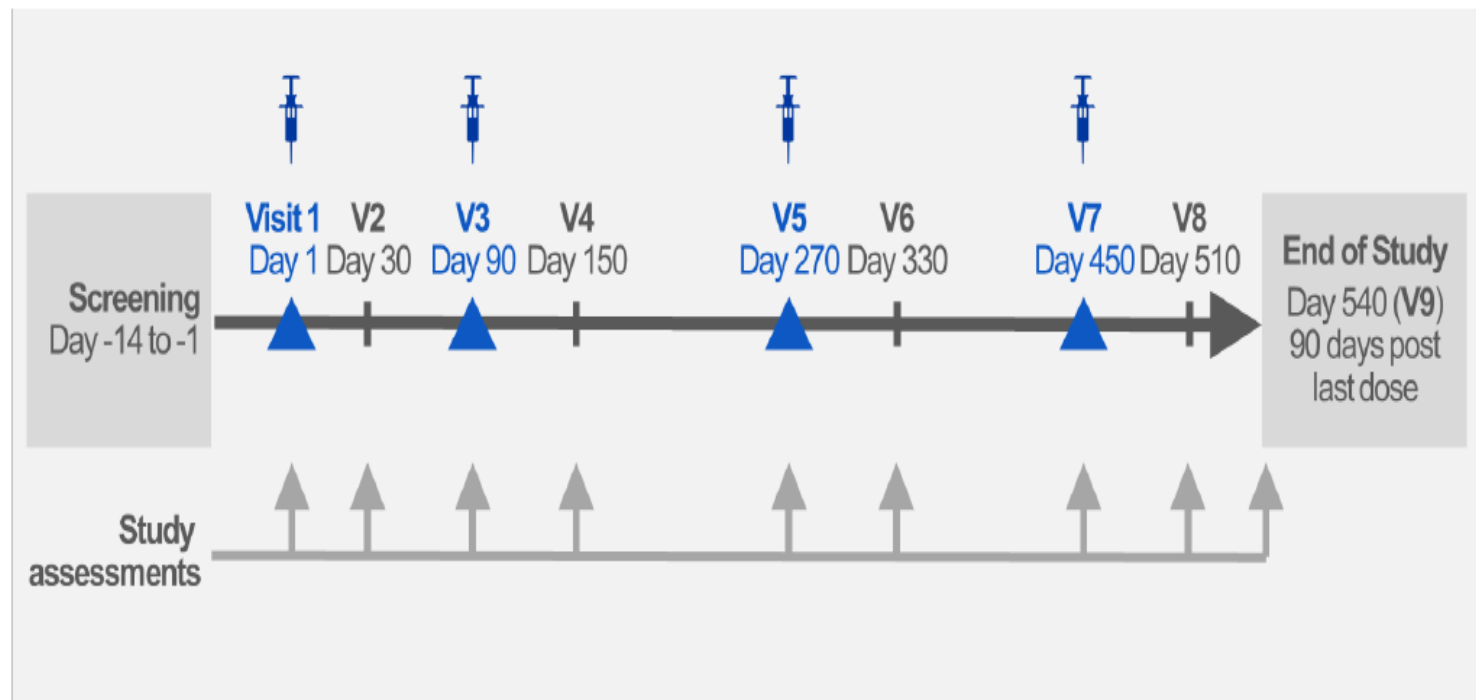 Visit 1 V2 V3 V4 V5 V6 V7 V8
Day 1 Day 30 Day 90 Day 150 Day 270 Day 330 Day 450 Day 510
Screening
Day -14 to -1
End of Study
Day 540 (V9)
90 days post
last dose
Study
assessments